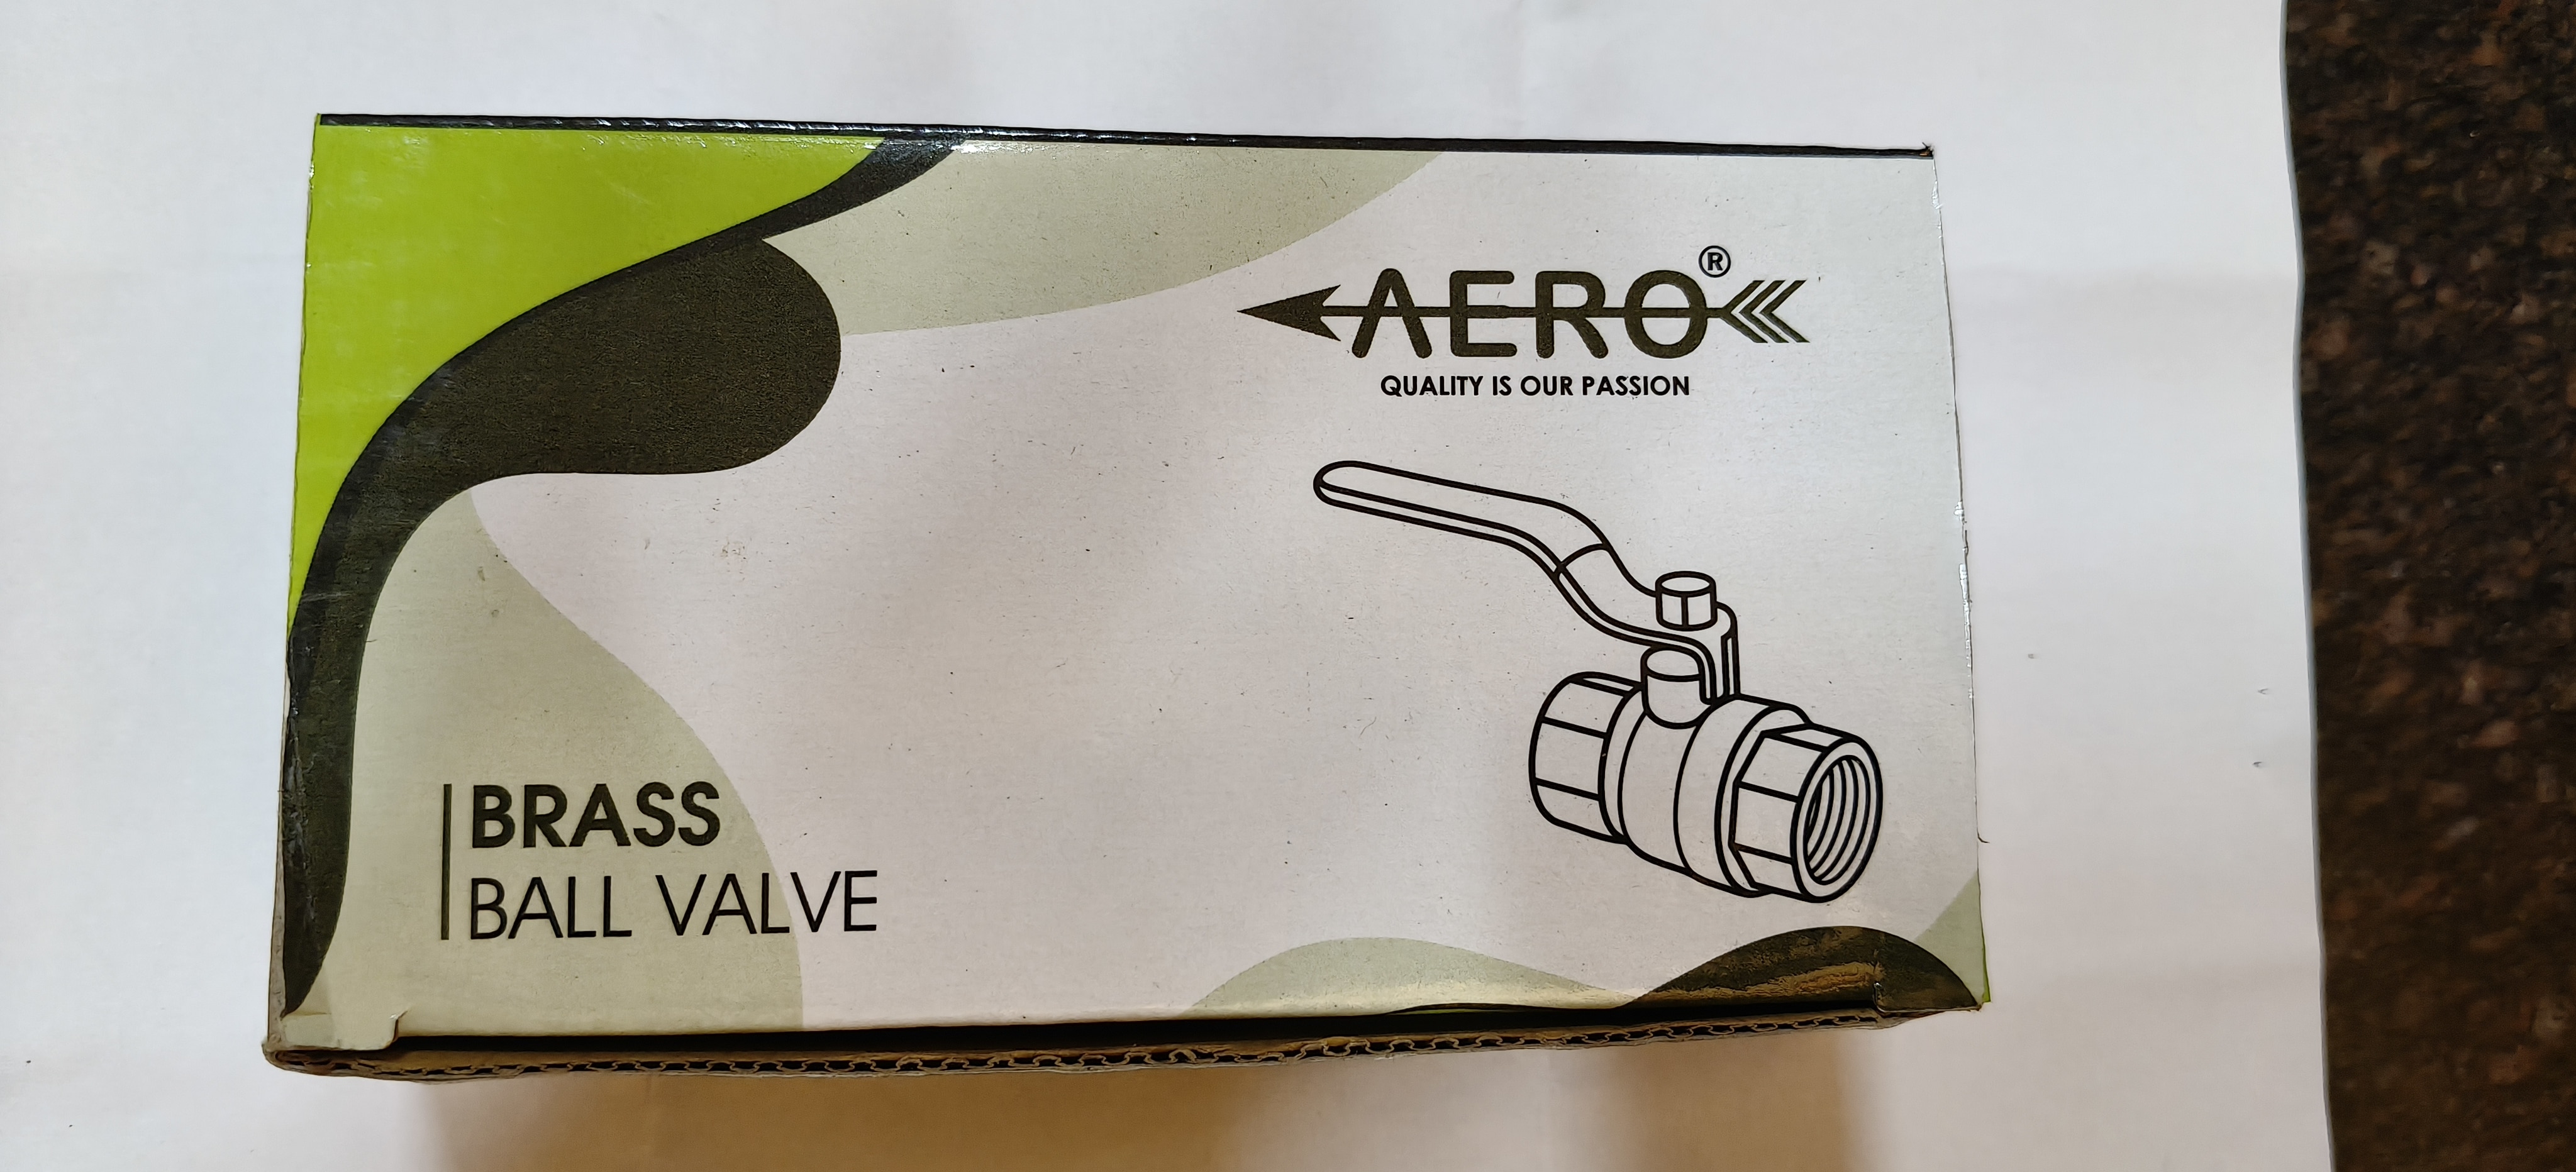 AERO®
QUALITY IS OUR PASSION
BRASS
BALL VALVE